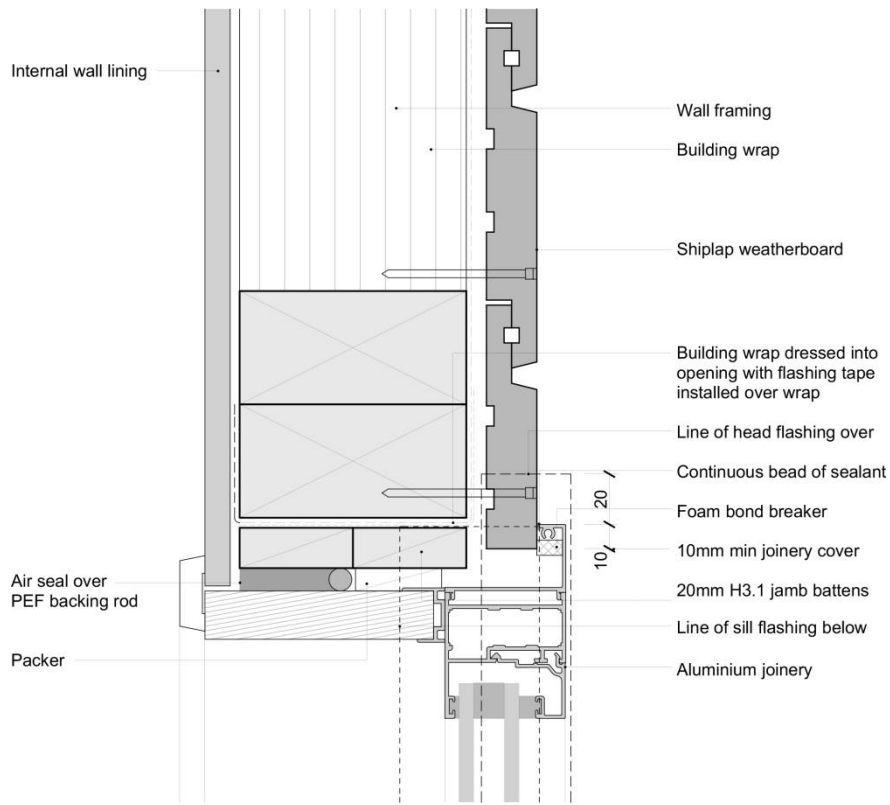 Internal wall lining
Wall framing
Building wrap
Shiplap weatherboard
Building wrap dressed into
opening with flashing tape
installed over wrap
Line of head flashing over
Continuous bead of sealant
20
Foam bond breaker
10
10mm min joinery cover
Air seal over
PEF backing rod
20mm H3.1 jamb battens
Line of sill flashing below
Packer
Aluminium joinery